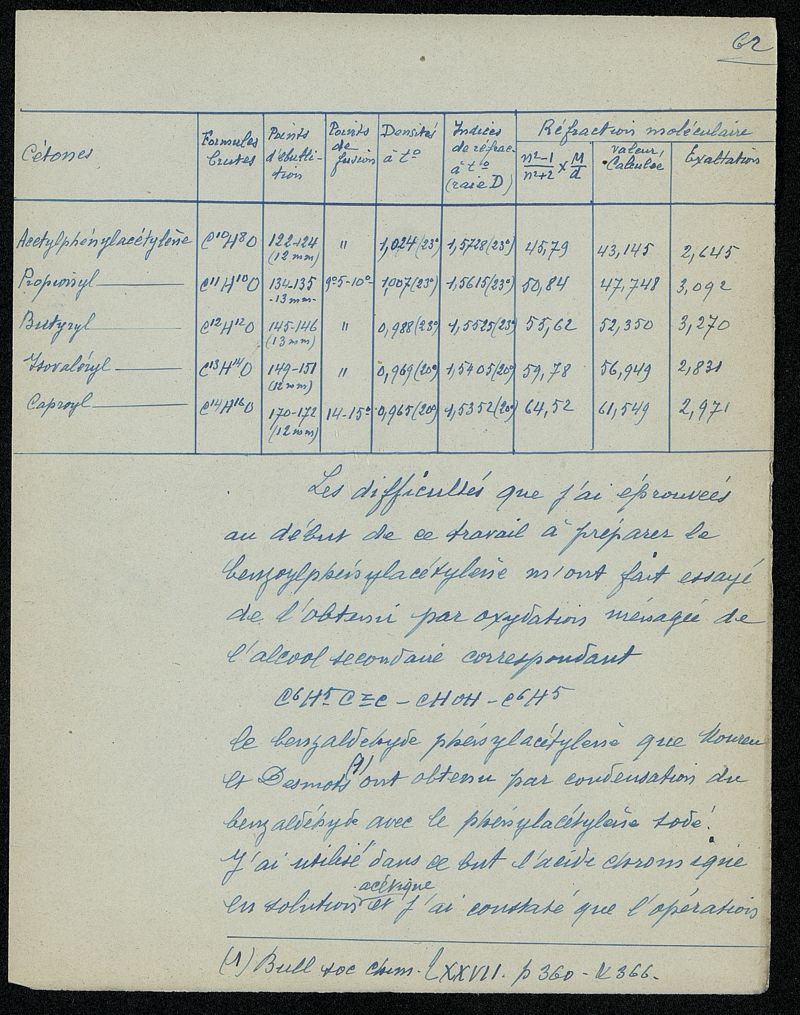 62
Cétones Formules brutes Points d'ébullition Points de fusion Densités à t° Indices de réfrac. à t° (raie D) Réfraction moléculaire n²-1/n²+2 x M/d valeur Calculée Exaltation
Acetylphénylacétylène C¹⁰H⁸O 122-124 (12 mm) " 1,024 (23°) 1,5728 (23°) 45,79 43,145 2,645
Propionyl ——— C¹¹H¹⁰O 134-135 -13 mm- 9°5-10° 1,007 (23°) 1,5615 (23°) 50,84 47,748 3,092
Butyryl ——— C¹²H¹²O 145-146 (13 mm) " 0,988 (23°) 1,5525 (23°) 55,62 52,350 3,270
Isovaléryl ——— C¹³H¹⁴O 149-151 (12 mm) " 0,969 (20°) 1,5405 (20°) 59,78 56,949 2,831
Caproyl ——— C¹⁴H¹⁶O 170-172 (12 mm) 14-15° 0,965 (20°) 1,5352 (20°) 64,52 61,549 2,971
Les difficultés que j'ai éprouvées
au début de ce travail à préparer le
benzoylphénylacétylène m'ont fait essayé
de l'obtenir par oxydation ménagée de
l'alcool secondaire correspondant
C⁶H⁵C≡C – CHOH – C⁶H⁵
le benzaldehyde phénylacétylène que Moureu
et Desmots (1) ont obtenu par condensation du
benzaldéhyde avec le phénylacétylène sodé.
J'ai utilisé dans ce but l'acide chromique
en solution acétique et j'ai constaté que l'opération
(1) Bull soc chim. LXXVII. p 360 - 366.